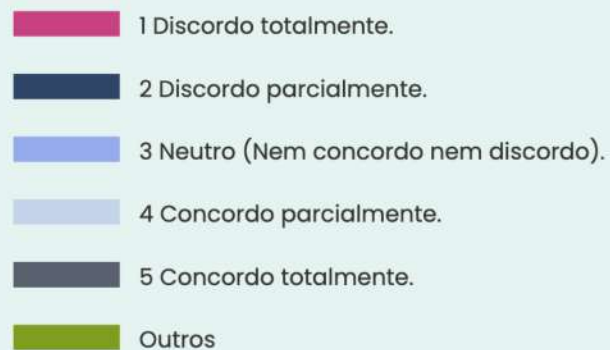 1 Discordo totalmente.
2 Discordo parcialmente.
3 Neutro (Nem concordo nem discordo).
4 Concordo parcialmente.
5 Concordo totalmente.
Outros